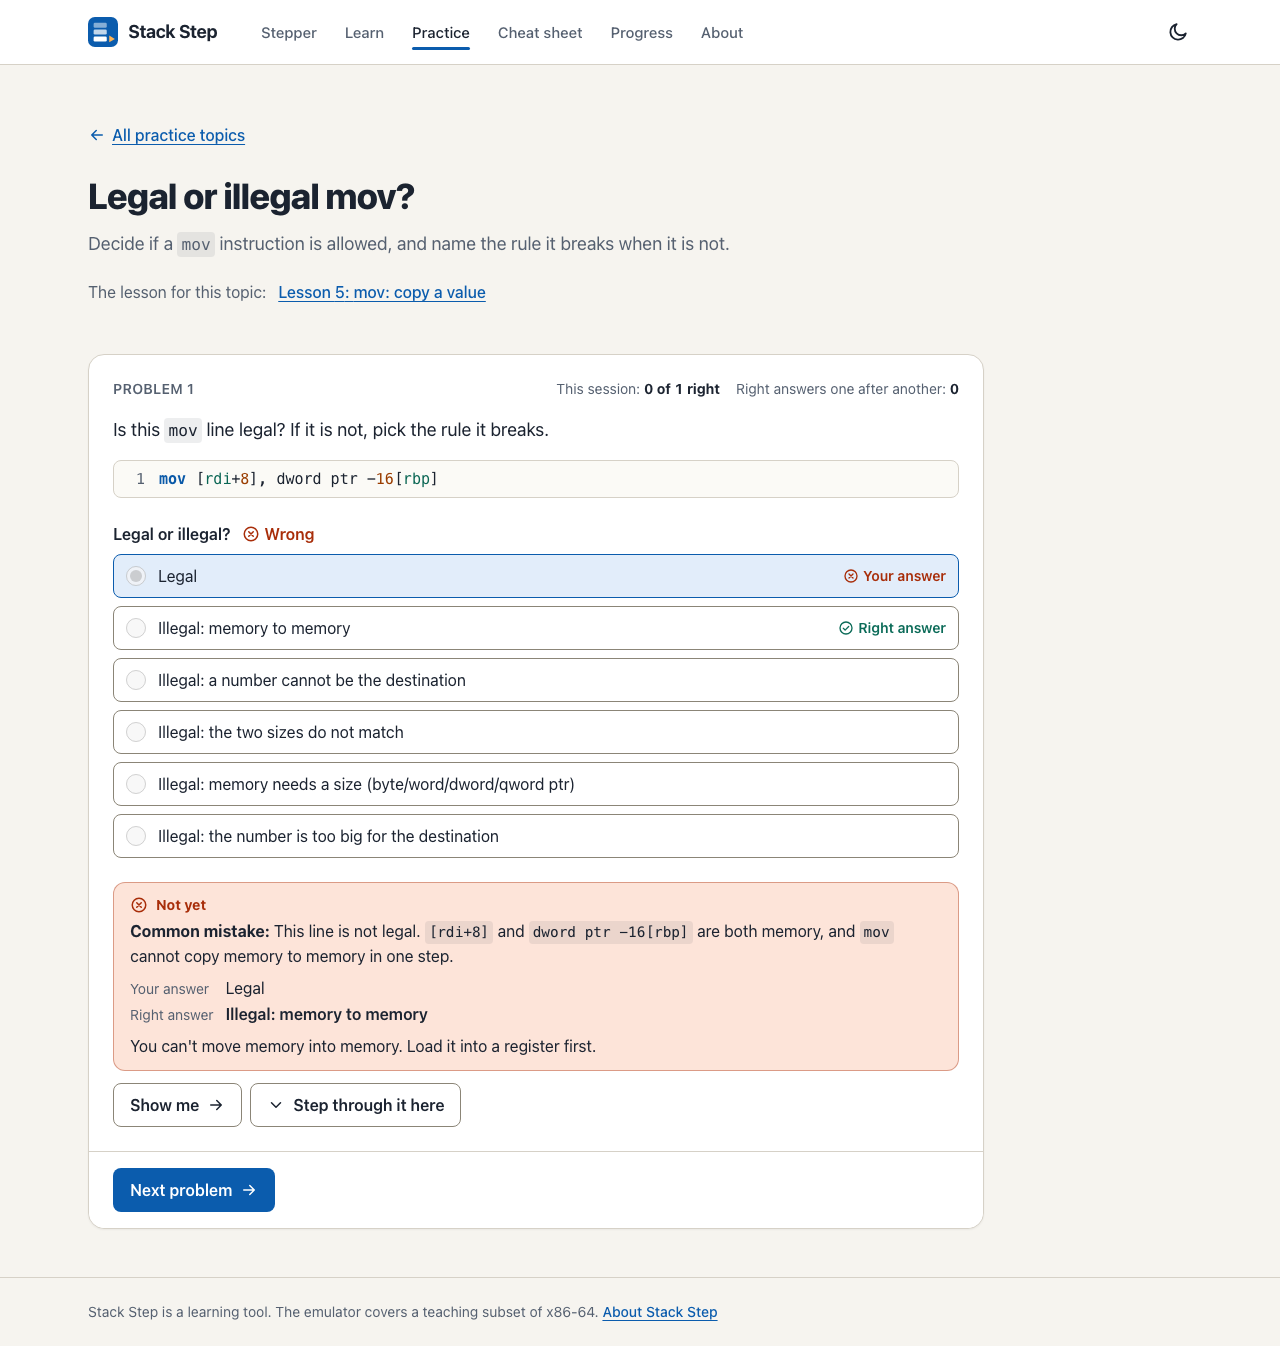 Stack Step
Stepper Learn Practice Cheat sheet Progress About
All practice topics
Legal or illegal mov?
Decide if a mov instruction is allowed, and name the rule it breaks when it is not.
The lesson for this topic: Lesson 5: mov: copy a value
PROBLEM 1
This session: 0 of 1 right Right answers one after another: 0
Is this mov line legal? If it is not, pick the rule it breaks.
1 mov [rdi+8], dword ptr −16[rbp]
Legal or illegal? Wrong
Legal Your answer
Illegal: memory to memory Right answer
Illegal: a number cannot be the destination
Illegal: the two sizes do not match
Illegal: memory needs a size (byte/word/dword/qword ptr)
Illegal: the number is too big for the destination
Not yet
Common mistake: This line is not legal. [rdi+8] and dword ptr −16[rbp] are both memory, and mov
cannot copy memory to memory in one step.
Your answer Legal
Right answer Illegal: memory to memory
You can't move memory into memory. Load it into a register first.
Show me Step through it here
Next problem
Stack Step is a learning tool. The emulator covers a teaching subset of x86-64. About Stack Step